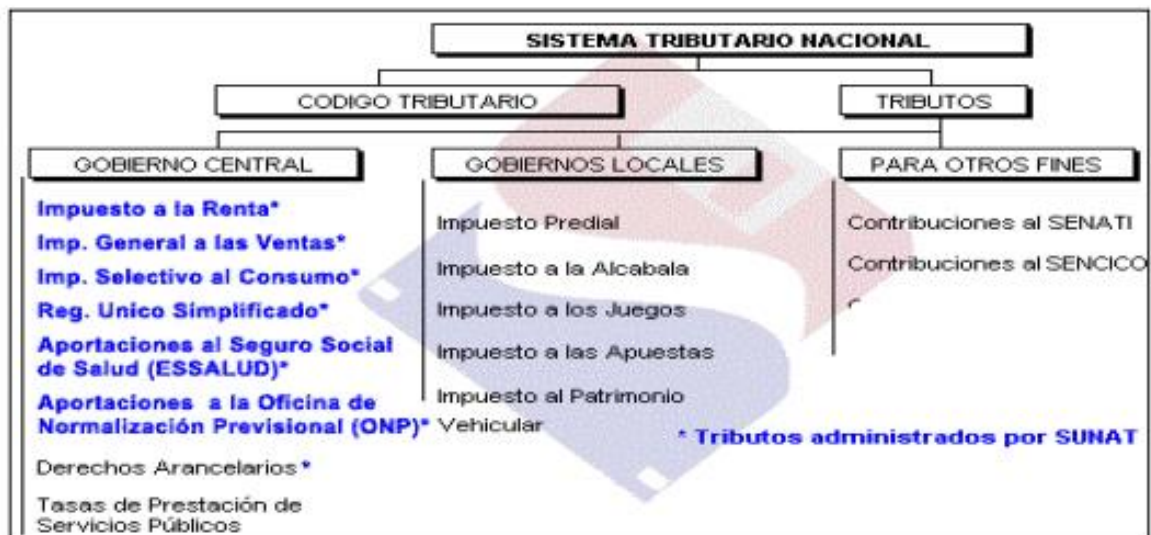 SISTEMA TRIBUTARIO NACIONAL
CODIGO TRIBUTARIO
TRIBUTOS
GOBIERNO CENTRAL
Impuesto a la Renta*
Imp. General a las Ventas*
Imp. Selectivo al Consumo*
Reg. Unico Simplificado*
Aportaciones al Seguro Social
de Salud (ESSALUD)*
Aportaciones a la Oficina de
Normalización Previsional (ONP)*
Derechos Arancelarios*
Tasas de Prestación de
Servicios Públicos
GOBIERNOS LOCALES
Impuesto Predial
Impuesto a la Alcabala
Impuesto a los Juegos
Impuesto a las Apuestas
Impuesto al Patrimonio
Vehicular
PARA OTROS FINES
Contribuciones al SENATI
Contribuciones al SENCICO
* Tributos administrados por SUNAT